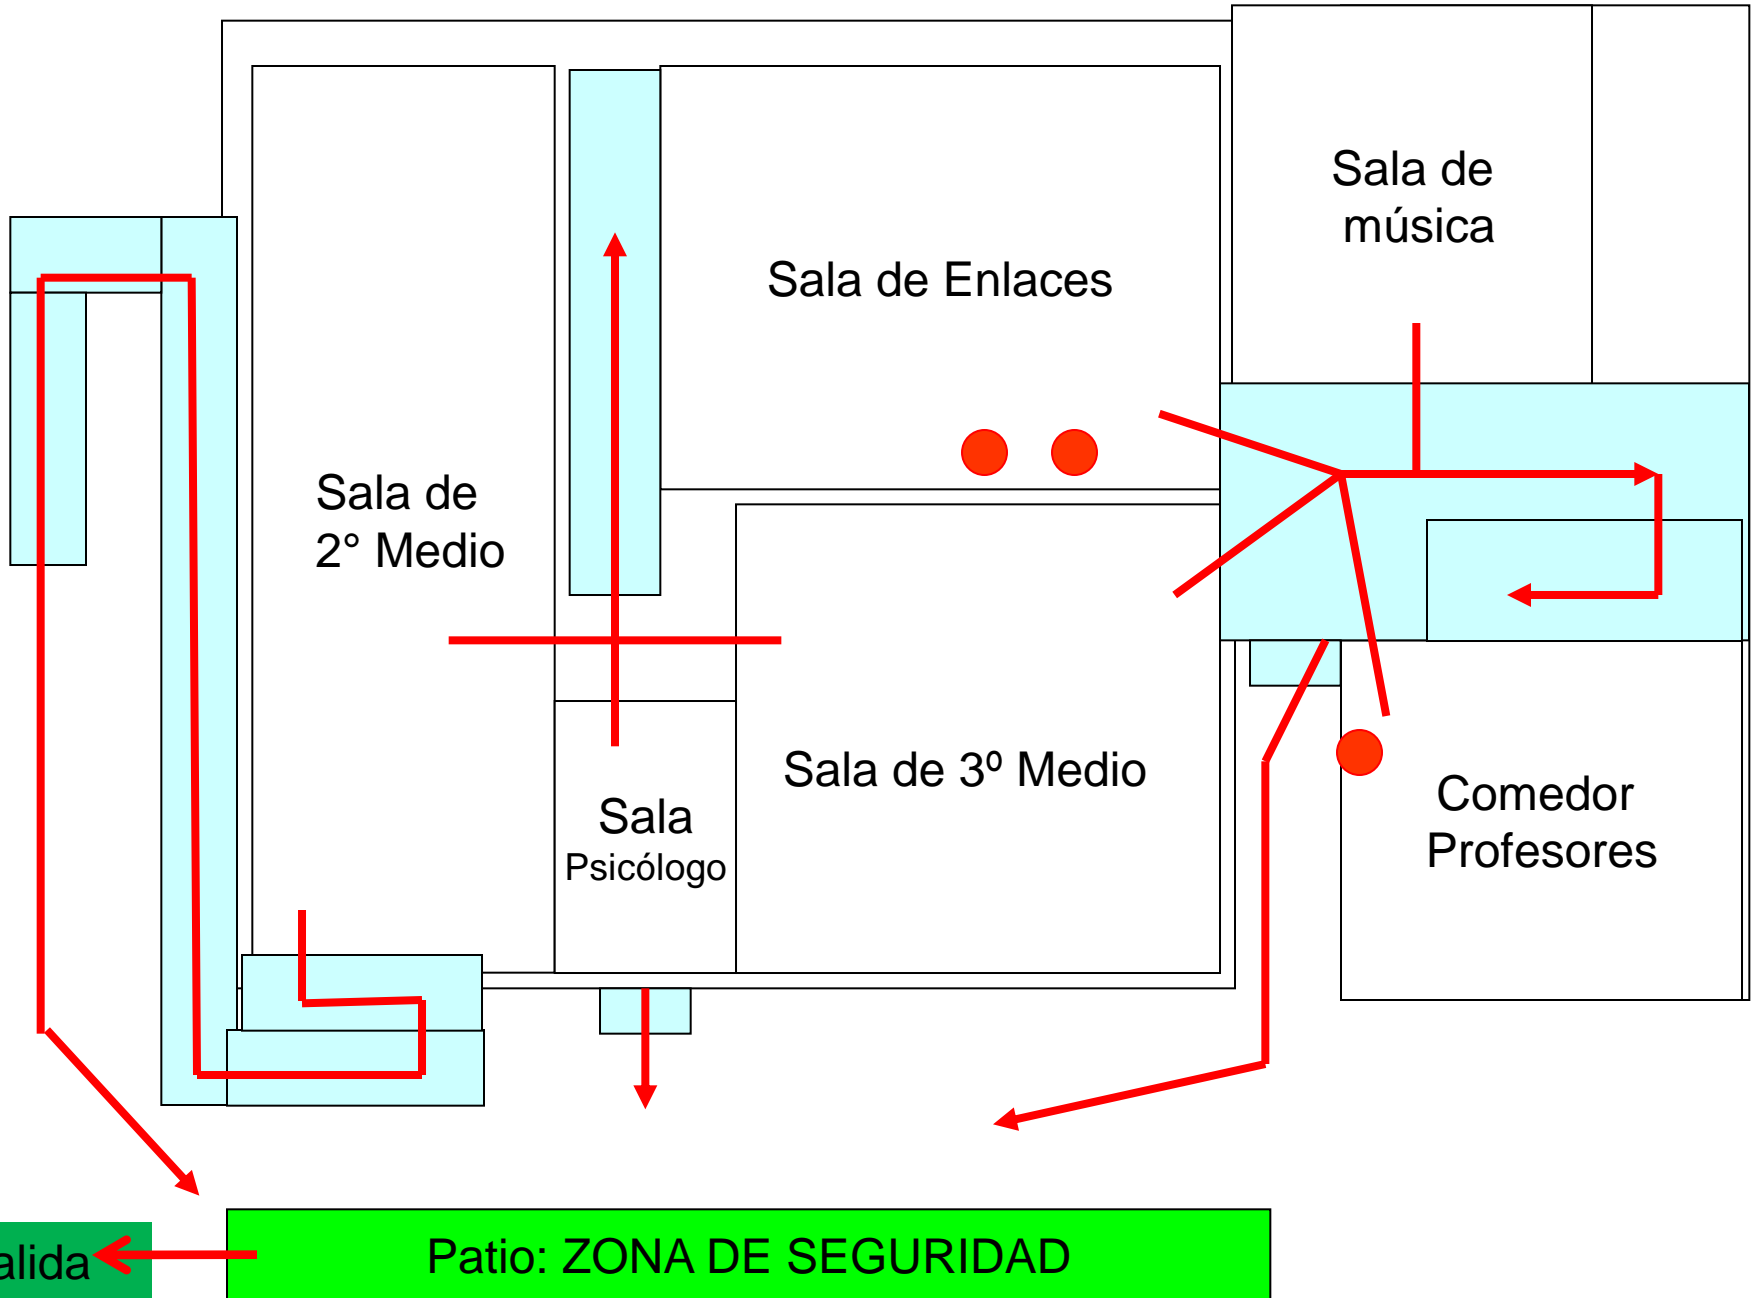 Sala de
música
Sala de Enlaces
Sala de
2° Medio
Sala de 3º Medio
Sala
Psicólogo
Comedor
Profesores
alida
Patio: ZONA DE SEGURIDAD